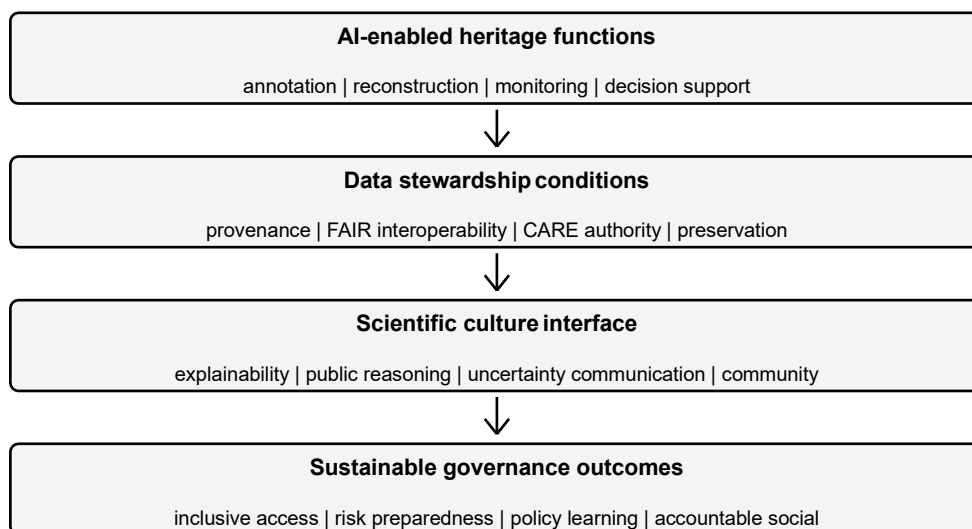 AI-enabled heritage functions
annotation | reconstruction | monitoring | decision support
Data stewardship conditions
provenance | FAIR interoperability | CARE authority | preservation
Scientific culture interface
explainability | public reasoning | uncertainty communication | community
Sustainable governance outcomes
inclusive access | risk preparedness | policy learning | accountable social